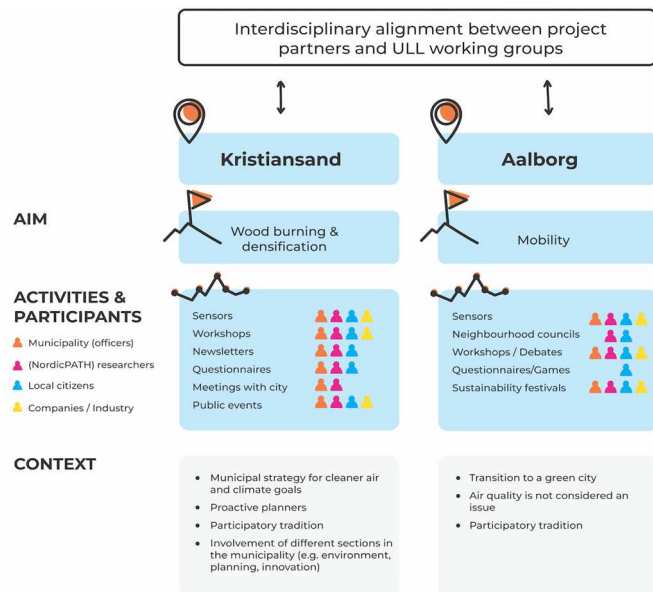 Interdisciplinary alignment between project
partners and ULL working groups
Kristiansand
Aalborg
AIM
Wood burning &
densification
Mobility
ACTIVITIES &
PARTICIPANTS
Municipality (officers)
(NordicPATH) researchers
Local citizens
Companies / Industry
Sensors
Workshops
Newsletters
Questionnaires
Meetings with city
Public events
Sensors
Neighbourhood councils
Workshops / Debates
Questionnaires/Games
Sustainability festivals
CONTEXT
• Municipal strategy for cleaner air
and climate goals
• Proactive planners
• Participatory tradition
• Involvement of different sections in
the municipality (e.g. environment,
planning, innovation)
• Transition to a green city
• Air quality is not considered an
issue
• Participatory tradition